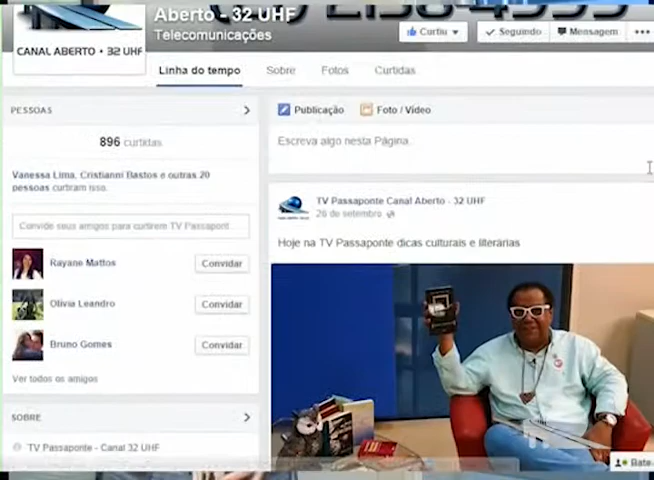 Aberto - 32 UHF
Telecomunicações
CANAL ABERTO • 32 UHF
Curtiu
Seguindo
Mensagem
Linha do tempo
Sobre
Fotos
Curtidas
PESSOAS
896 curtidas
Vanessa Lima, Cristianni Bastos e outras 20
pessoas curtiram isso.
Convide seus amigos para curtirem TV Passapont
Rayane Mattos
Convidar
Olivia Leandro
Convidar
Bruno Gomes
Convidar
Ver todos os amigos
SOBRE
TV Passaponte - Canal 32 UHF
Publicação
Foto / Vídeo
Escreva algo nesta Página.
TV Passaponte Canal Aberto - 32 UHF
26 de setembro
Hoje na TV Passaponte dicas culturais e literárias
Bate